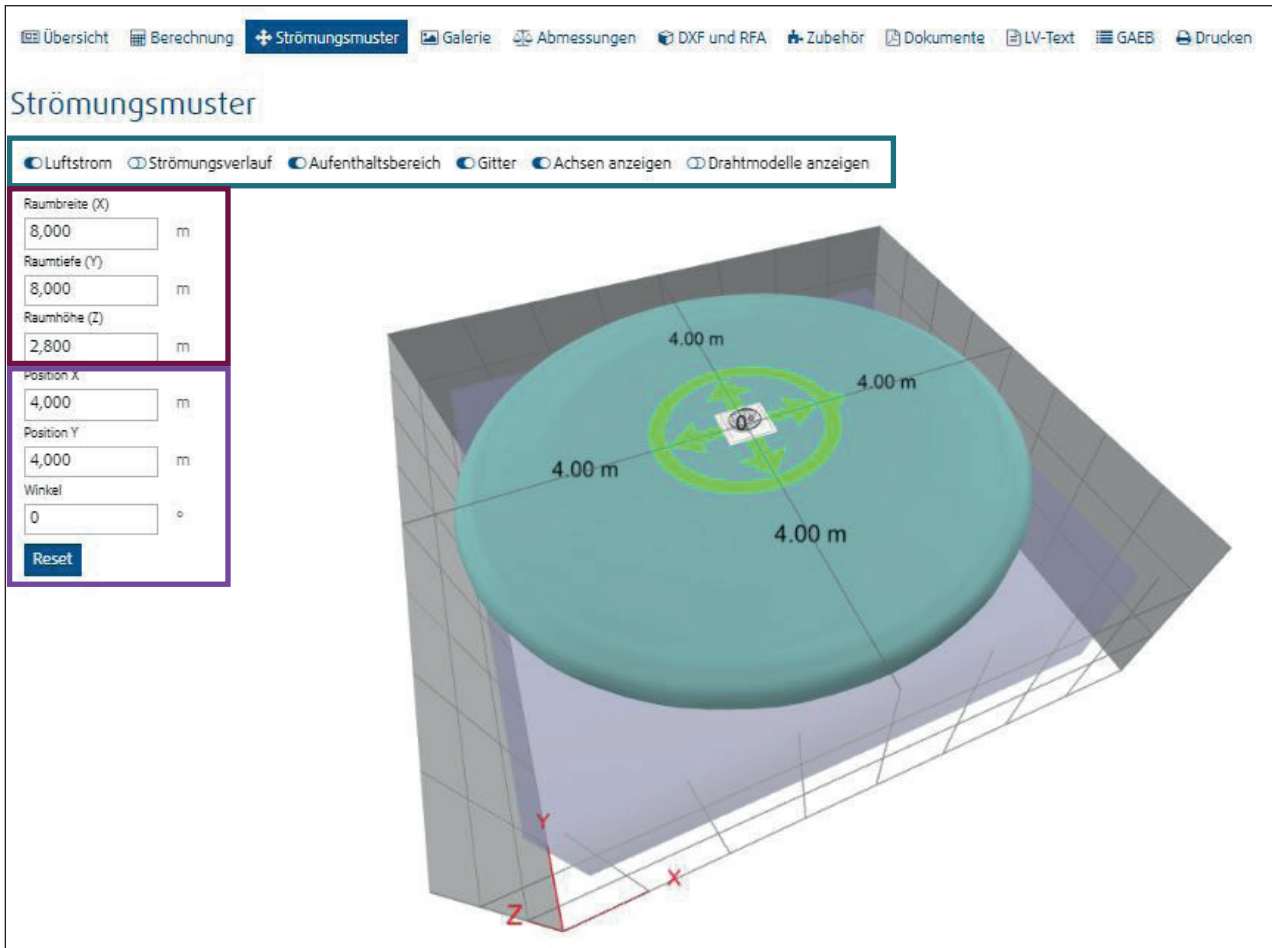 Übersicht Berechnung Strömungsmuster Galerie Abmessungen DXF und RFA Zubehör Dokumente LV-Text GAEB Drucken
Strömungsmuster
Luftstrom Strömungsverlauf Aufenthaltsbereich Gitter Achsen anzeigen Drahtmodelle anzeigen
Raumbreite (X)
8,000 m
Raumtiefe (Y)
8,000 m
Raumhöhe (Z)
2,800 m
Position X
4,000 m
Position Y
4,000 m
Winkel
0 °
Reset
4.00 m
4.00 m
0°
4.00 m
4.00 m
Y
X
Z